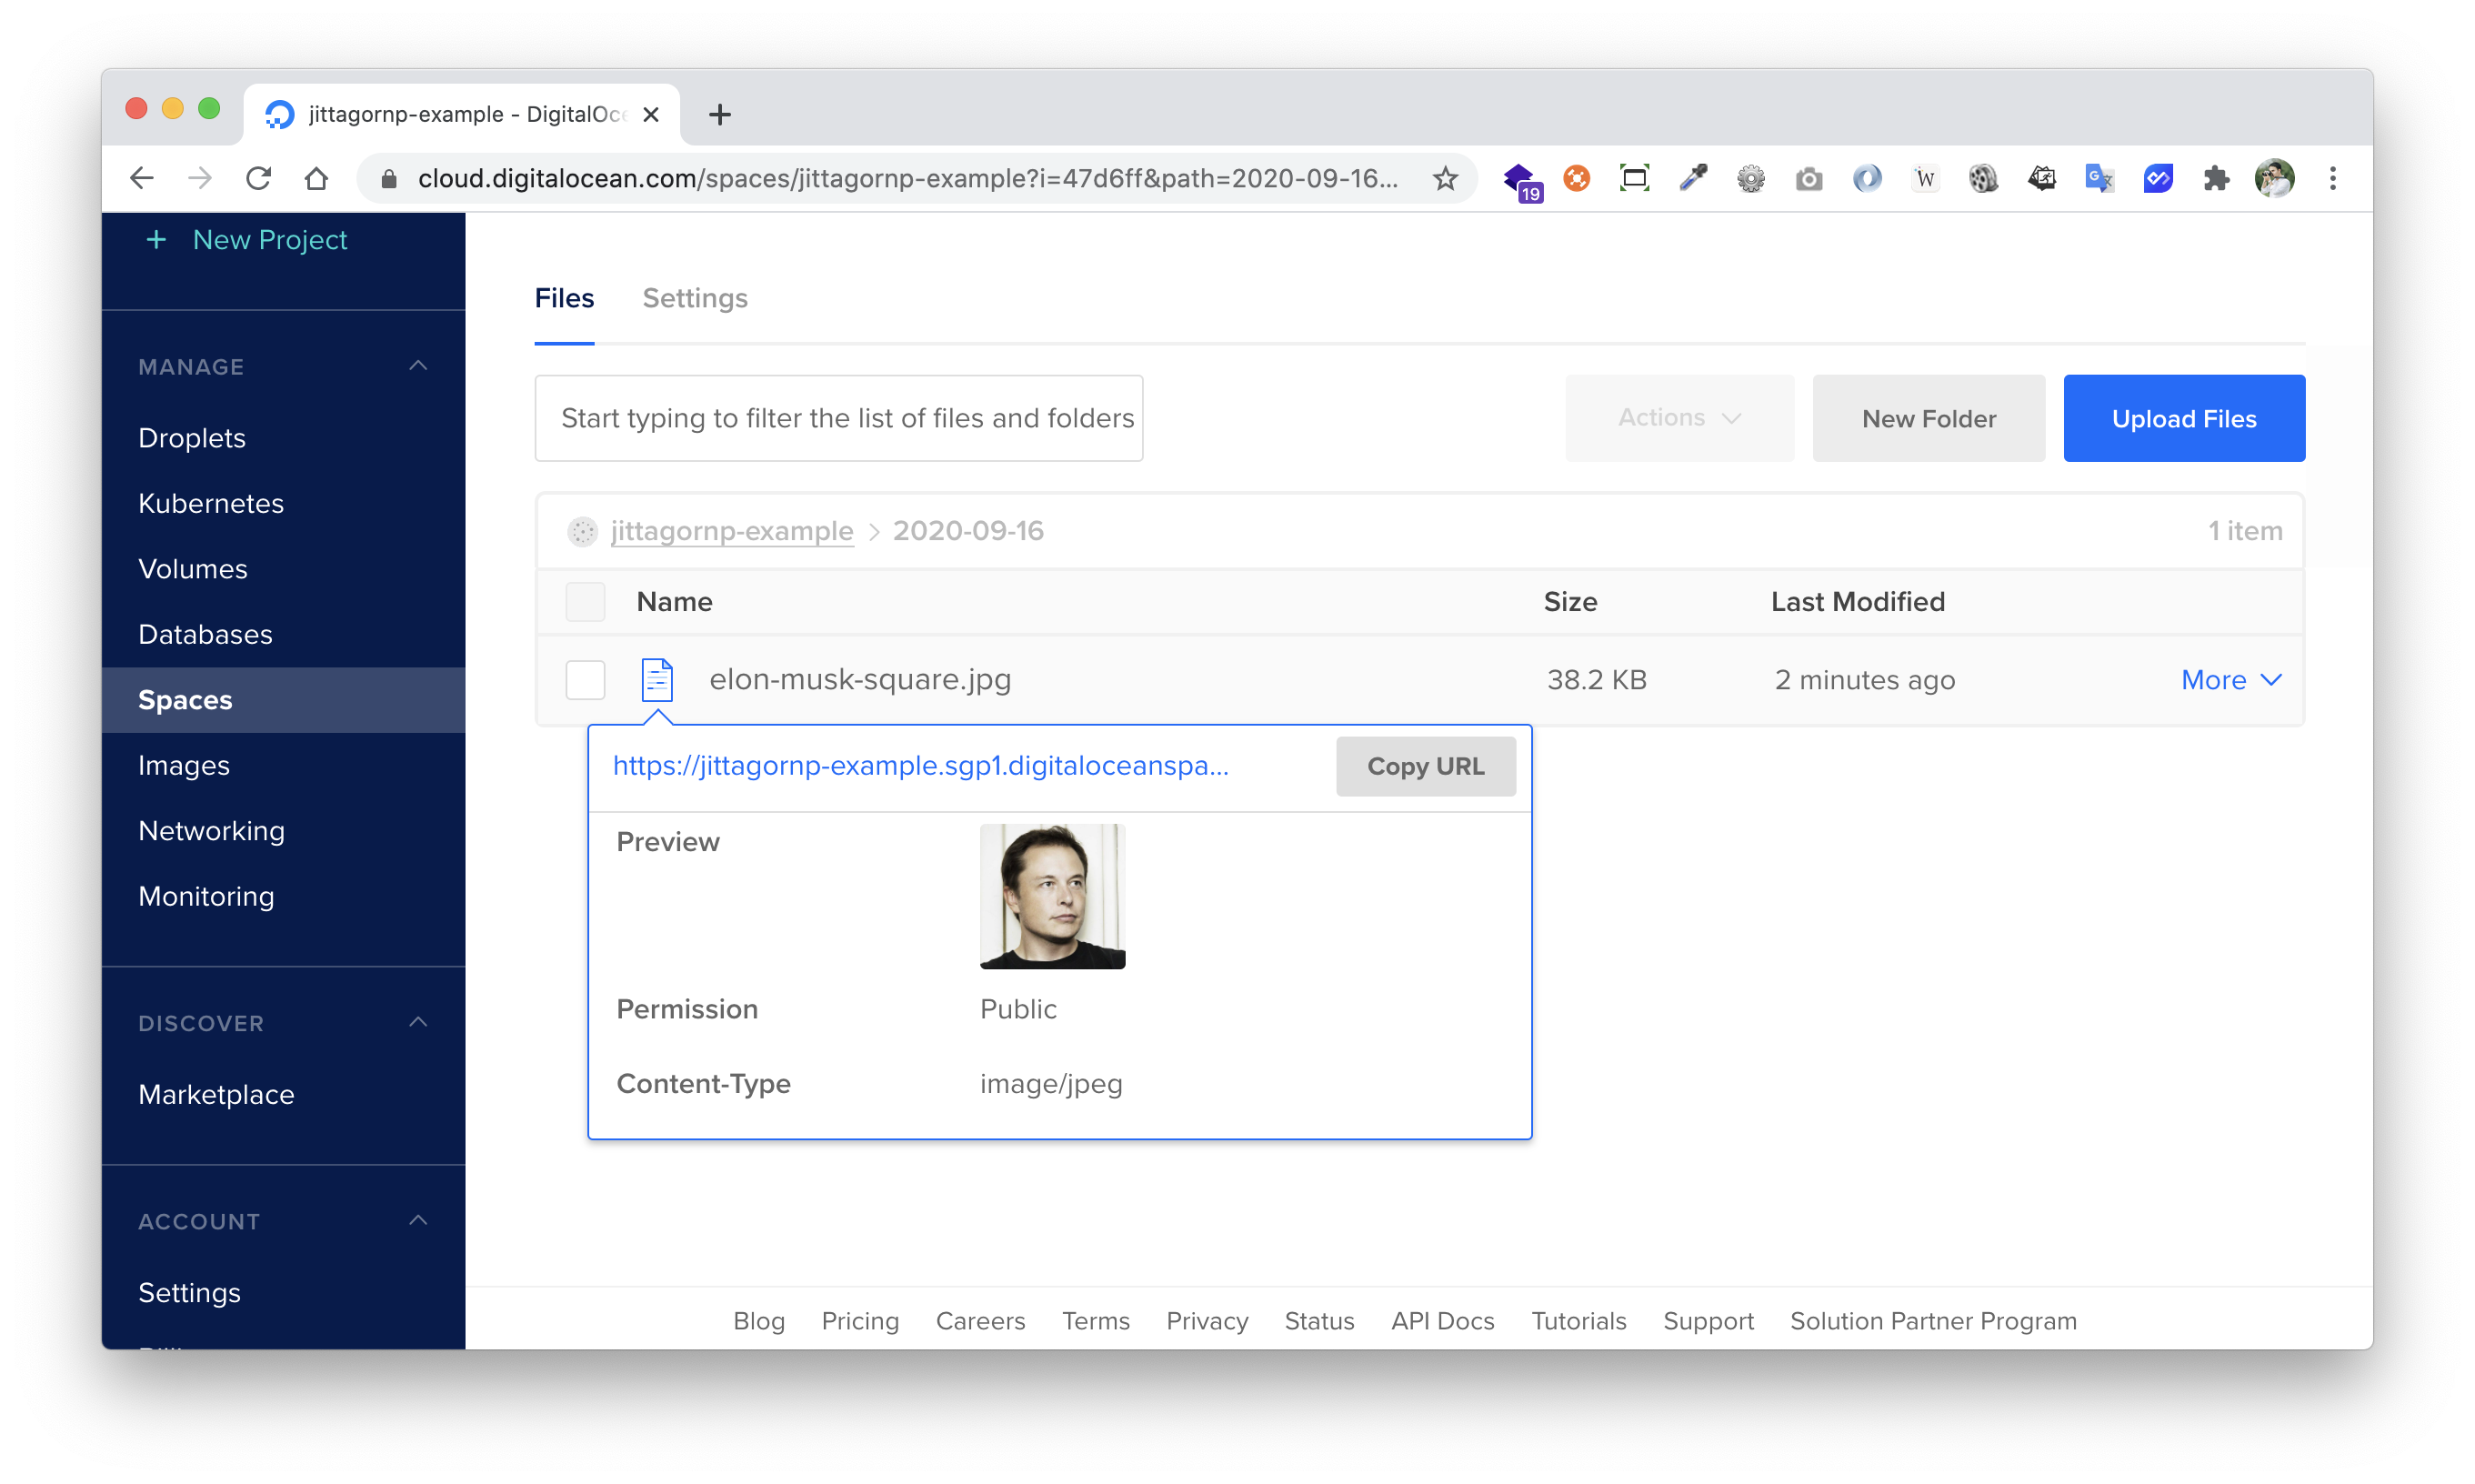 jittagornp-example - DigitalOce
cloud.digitalocean.com/spaces/jittagornp-example?i=47d6ff&path=2020-09-16...
19
W
G
+ New Project
MANAGE
Droplets
Kubernetes
Volumes
Databases
Spaces
Images
Networking
Monitoring
DISCOVER
Marketplace
ACCOUNT
Settings
Files Settings
Start typing to filter the list of files and folders
Actions
New Folder
Upload Files
jittagornp-example > 2020-09-16
1 item
Name Size Last Modified
elon-musk-square.jpg 38.2 KB 2 minutes ago More
https://jittagornp-example.sgp1.digitaloceanspa...
Copy URL
Preview
Permission Public
Content-Type image/jpeg
Blog Pricing Careers Terms Privacy Status API Docs Tutorials Support Solution Partner Program